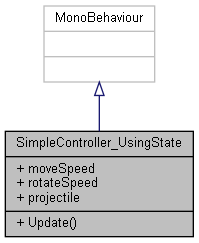 MonoBehaviour
SimpleController_UsingState
+ moveSpeed
+ rotateSpeed
+ projectile
+ Update()